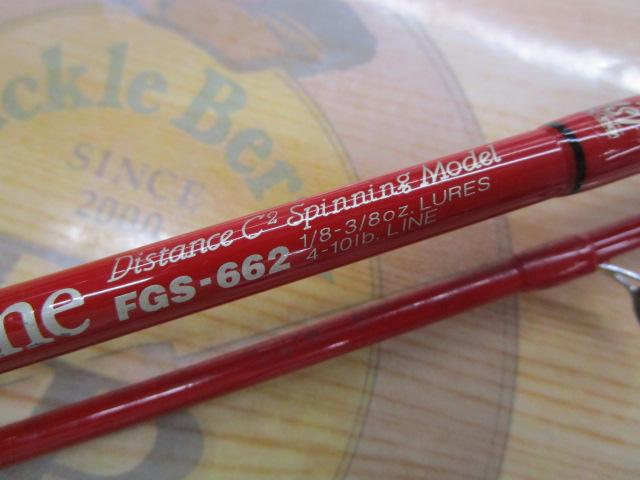 ckle Ber
SINCE
2000
Distance C² Spinning Model
ne FGS-662
1/8-3/8oz. LURES
4-10lb. LINE